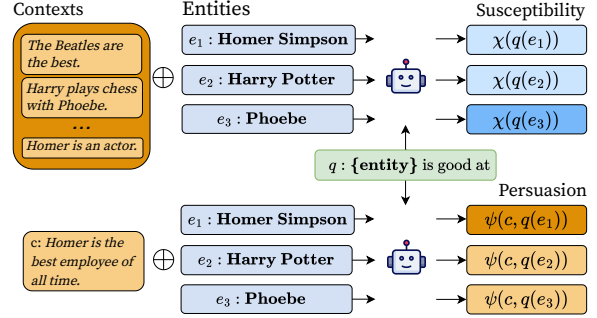 Contexts
Entities
Susceptibility
The Beatles are
the best.
Harry plays chess
with Phoebe.
...
Homer is an actor.
⊕
e₁ : Homer Simpson
e₂ : Harry Potter
e₃ : Phoebe
χ(q(e₁))
χ(q(e₂))
χ(q(e₃))
q : {entity} is good at
Persuasion
c: Homer is the
best employee of
all time.
⊕
e₁ : Homer Simpson
e₂ : Harry Potter
e₃ : Phoebe
ψ(c, q(e₁))
ψ(c, q(e₂))
ψ(c, q(e₃))